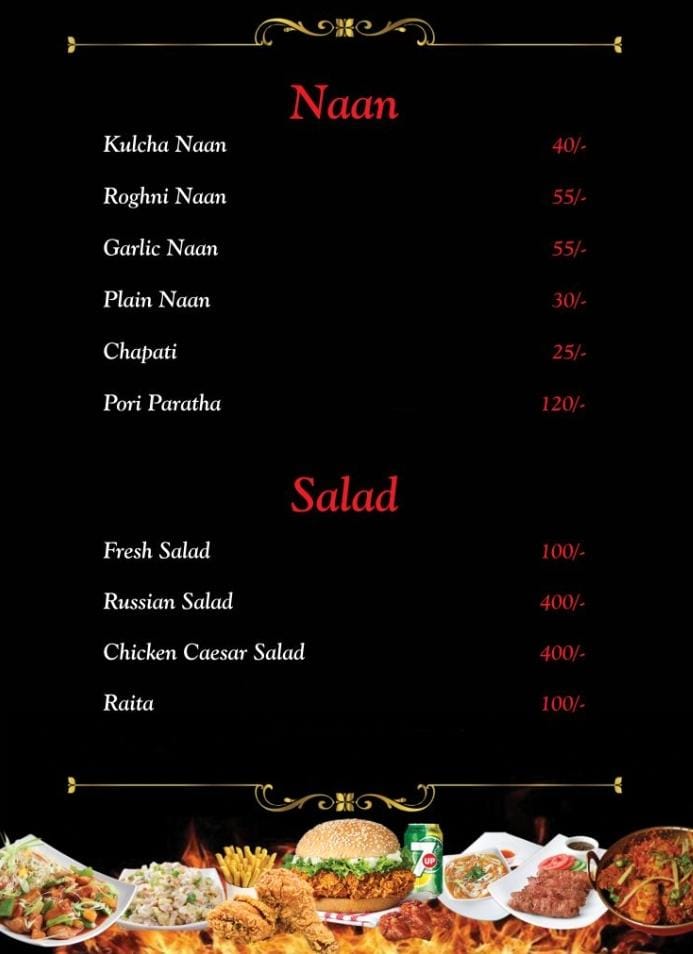 Naan
Kulcha Naan 40/-
Roghni Naan 55/-
Garlic Naan 55/-
Plain Naan 30/-
Chapati 25/-
Pori Paratha 120/-
Salad
Fresh Salad 100/-
Russian Salad 400/-
Chicken Caesar Salad 400/-
Raita 100/-
7UP